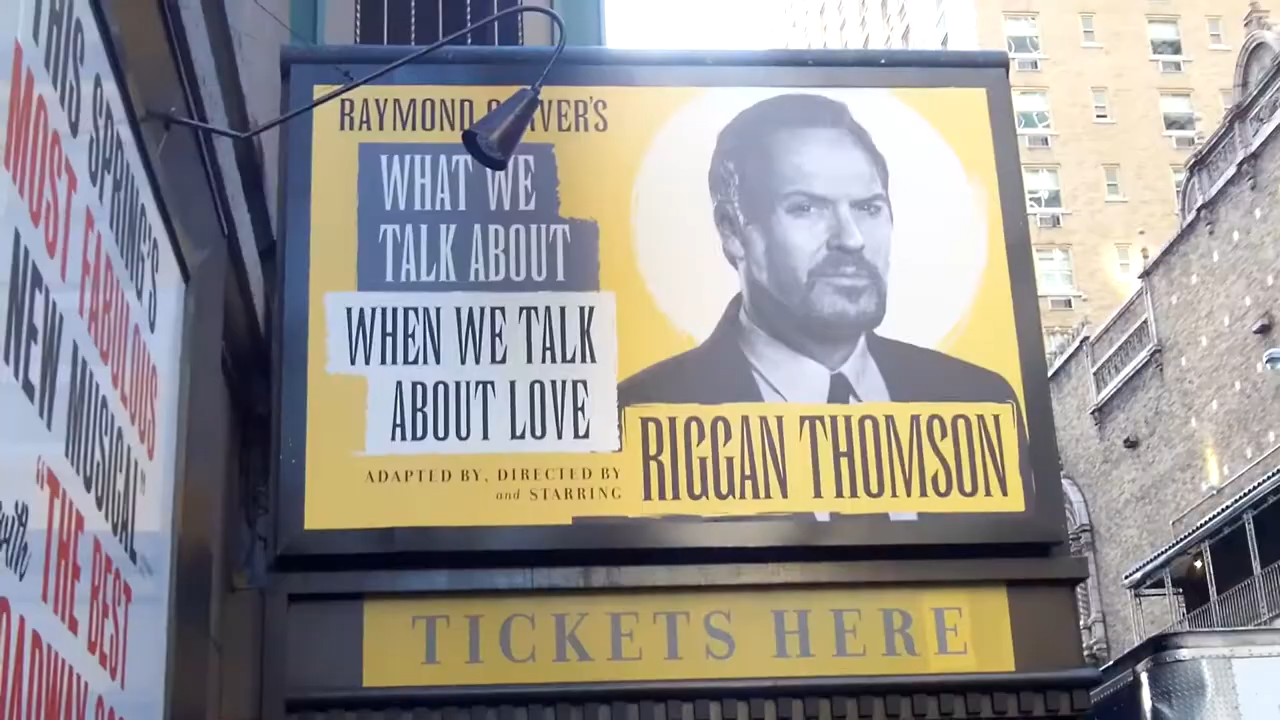 THIS SPRING'S
MOST FABULOUS
NEW MUSICAL"
with "THE BEST
RAYMOND
WHAT WE
TALK ABOUT
WHEN WE TALK
ABOUT LOVE
ADAPTED BY, DIRECTED BY
and STARRING
RIGGAN THOMSON
TICKETS HERE